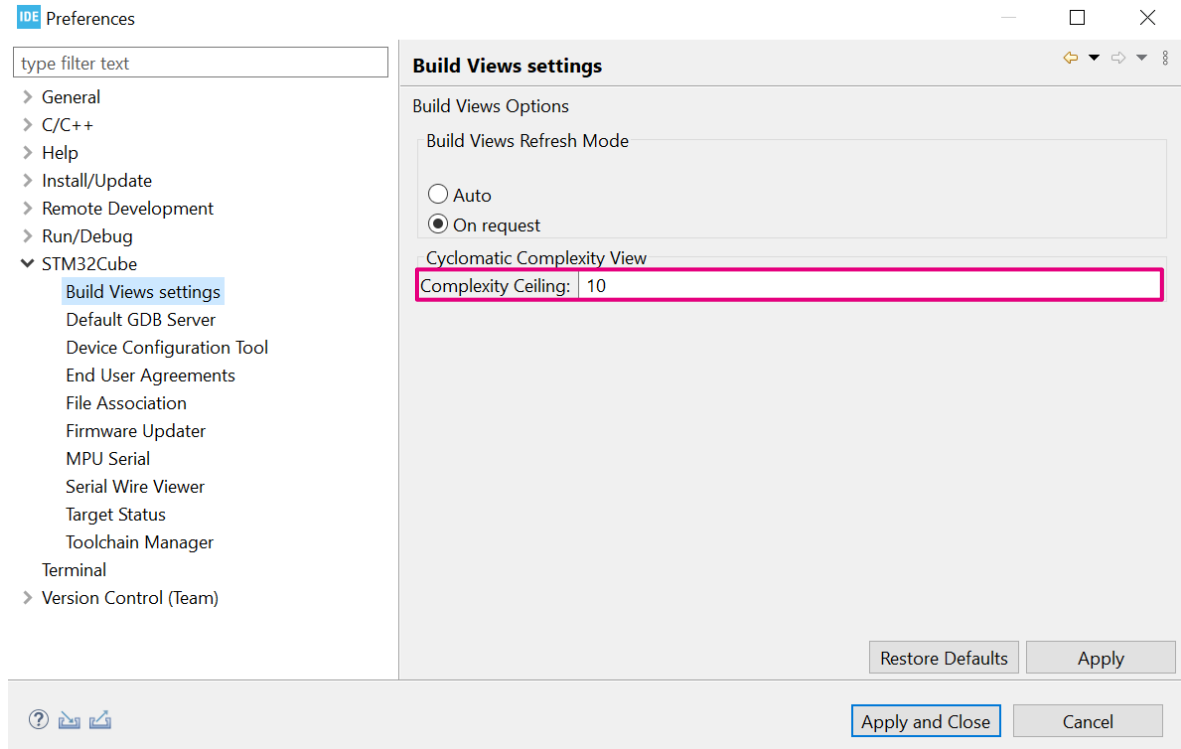 IDE Preferences
type filter text
General
C/C++
Help
Install/Update
Remote Development
Run/Debug
STM32Cube
Build Views settings
Default GDB Server
Device Configuration Tool
End User Agreements
File Association
Firmware Updater
MPU Serial
Serial Wire Viewer
Target Status
Toolchain Manager
Terminal
Version Control (Team)
Build Views settings
Build Views Options
Build Views Refresh Mode
Auto
On request
Cyclomatic Complexity View
Complexity Ceiling: 10
Restore Defaults Apply
? Apply and Close Cancel